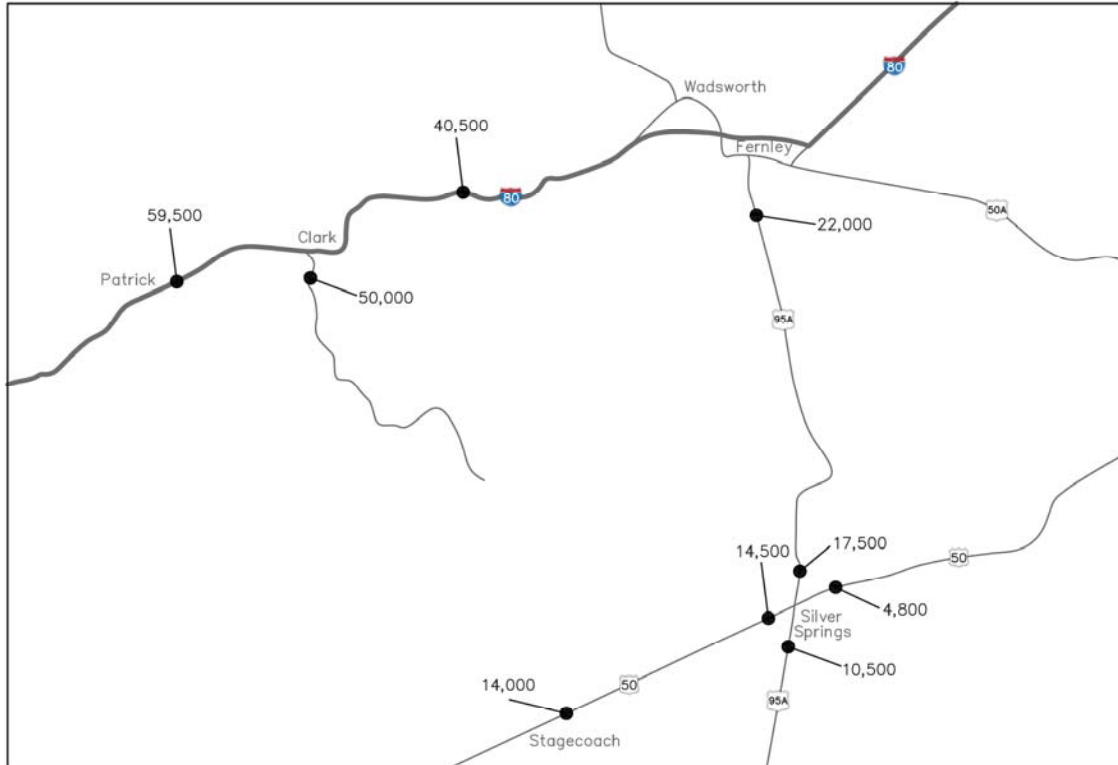 80
Wadsworth
40,500
Fernley
80
50A
59,500
22,000
Clark
Patrick
50,000
95A
14,500
17,500
50
4,800
Silver
Springs
10,500
14,000
50
95A
Stagecoach